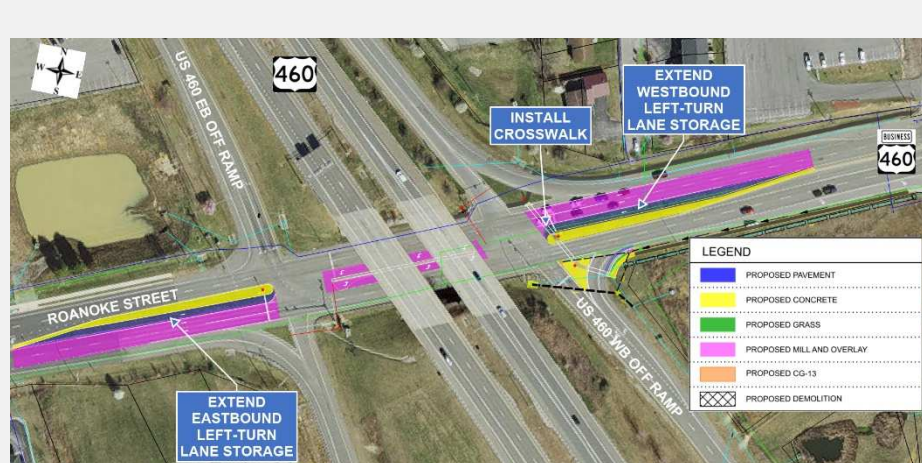 N
W E
S
US 460 EB OFF RAMP
460
INSTALL
CROSSWALK
EXTEND
WESTBOUND
LEFT-TURN
LANE STORAGE
BUSINESS
460
ROANOKE STREET
US 460 WB OFF RAMP
EXTEND
EASTBOUND
LEFT-TURN
LANE STORAGE
LEGEND
PROPOSED PAVEMENT
PROPOSED CONCRETE
PROPOSED GRASS
PROPOSED MILL AND OVERLAY
PROPOSED CG-13
PROPOSED DEMOLITION